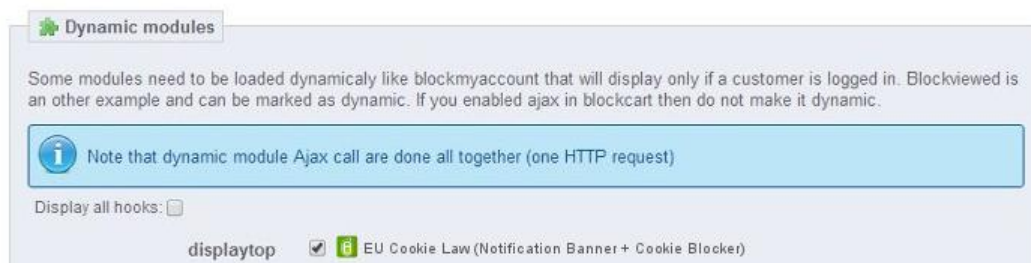 Dynamic modules
Some modules need to be loaded dynamicaly like blockmyaccount that will display only if a customer is logged in. Blockviewed is
an other example and can be marked as dynamic. If you enabled ajax in blockcart then do not make it dynamic.
Note that dynamic module Ajax call are done all together (one HTTP request)
Display all hooks:
displaytop EU Cookie Law (Notification Banner + Cookie Blocker)